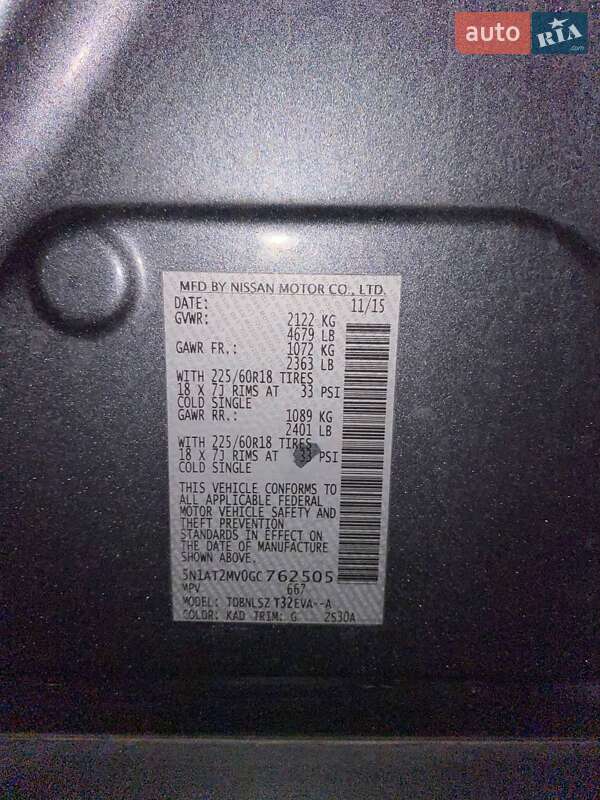 auto RIA .com
MFD BY NISSAN MOTOR CO., LTD.
DATE: 11/15
GVWR: 2122 KG
4679 LB
GAWR FR.: 1072 KG
2363 LB
WITH 225/60R18 TIRES
18 X 7J RIMS AT 33 PSI
COLD SINGLE
GAWR RR.: 1089 KG
2401 LB
WITH 225/60R18 TIRES
18 X 7J RIMS AT 33 PSI
COLD SINGLE
THIS VEHICLE CONFORMS TO
ALL APPLICABLE FEDERAL
MOTOR VEHICLE SAFETY AND
THEFT PREVENTION
STANDARDS IN EFFECT ON
THE DATE OF MANUFACTURE
SHOWN ABOVE.
5N1AT2MV0GC762505
MPV 667
MODEL: TDBNLSZ T32EVA--A
COLOR: KAD TRIM: G 2S30A